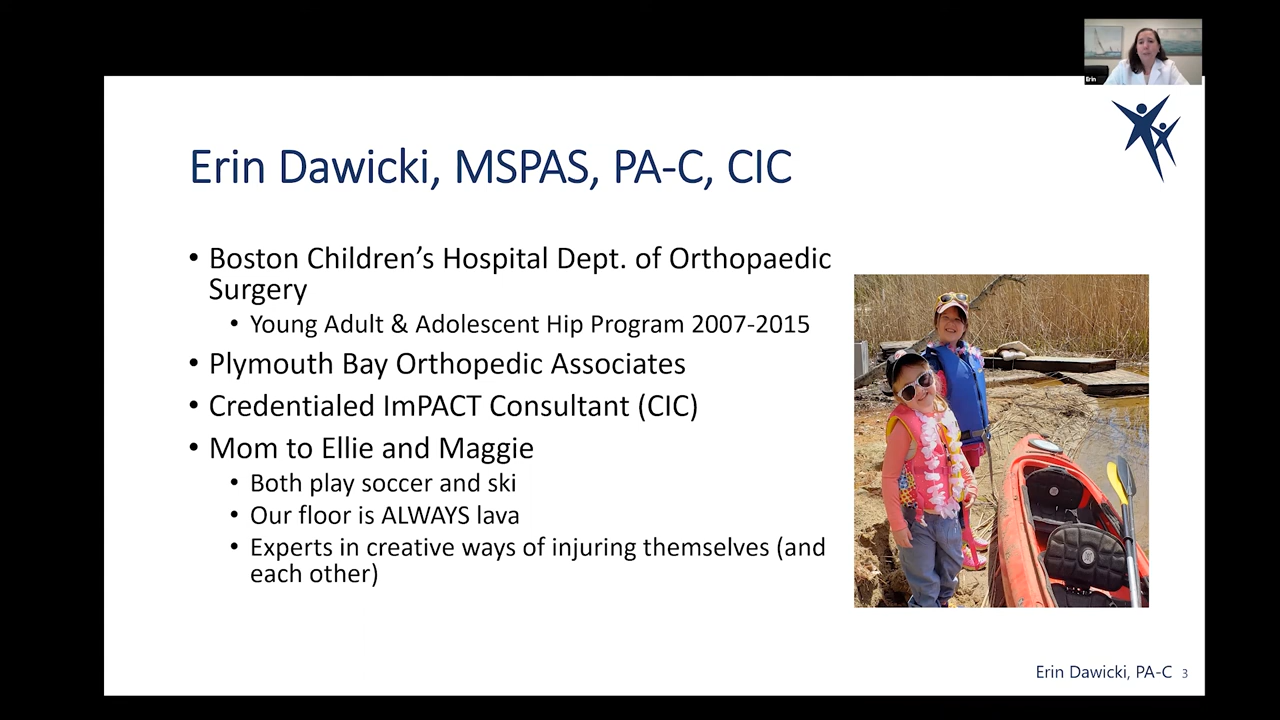 Erin
Erin Dawicki, MSPAS, PA-C, CIC
• Boston Children’s Hospital Dept. of Orthopaedic
Surgery
• Young Adult & Adolescent Hip Program 2007-2015
• Plymouth Bay Orthopedic Associates
• Credentialed ImPACT Consultant (CIC)
• Mom to Ellie and Maggie
• Both play soccer and ski
• Our floor is ALWAYS lava
• Experts in creative ways of injuring themselves (and
each other)
Erin Dawicki, PA-C 3